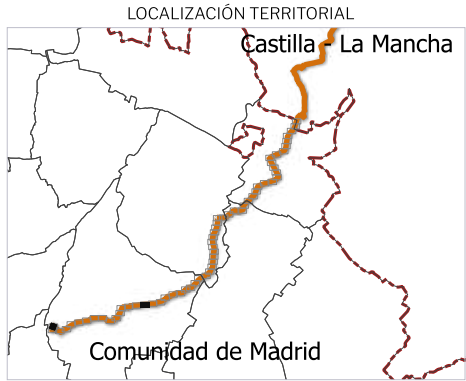 LOCALIZACIÓN TERRITORIAL
Castilla - La Mancha
Comunidad de Madrid